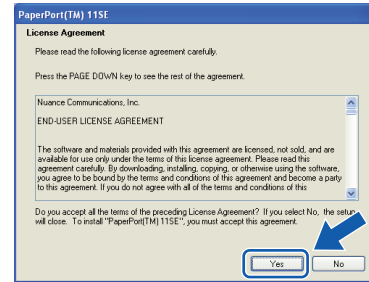 PaperPort(TM) 11SE
License Agreement
Please read the following license agreement carefully.
Press the PAGE DOWN key to see the rest of the agreement.
Nuance Communications, Inc.
END-USER LICENSE AGREEMENT
The software and materials provided with this agreement are licensed, not sold, and are
available for use only under the terms of this license agreement. Please read this
agreement carefully. By downloading, installing, copying, or otherwise using the software,
you agree to be bound by the terms and conditions of this agreement and become a party
to this agreement. If you do not agree with all of the terms and conditions of this
Do you accept all the terms of the preceding License Agreement? If you select No, the setup
will close. To install "PaperPort(TM) 11SE", you must accept this agreement.
Yes No